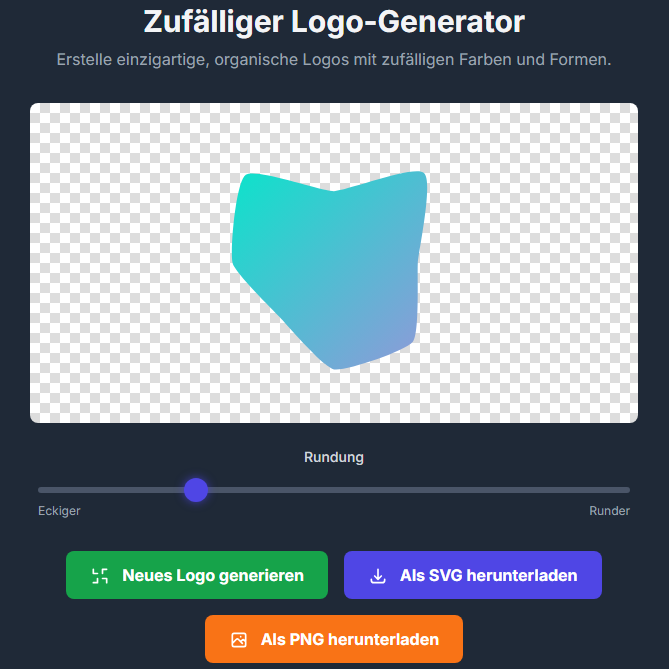 Zufälliger Logo-Generator
Erstelle einzigartige, organische Logos mit zufälligen Farben und Formen.
Rundung
Eckiger
Runder
Neues Logo generieren
Als SVG herunterladen
Als PNG herunterladen